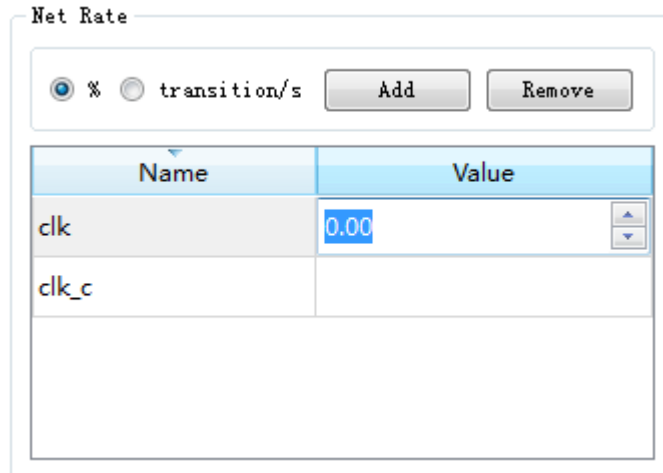 Net Rate
% transition/s Add Remove
Name Value
clk 0.00
clk_c